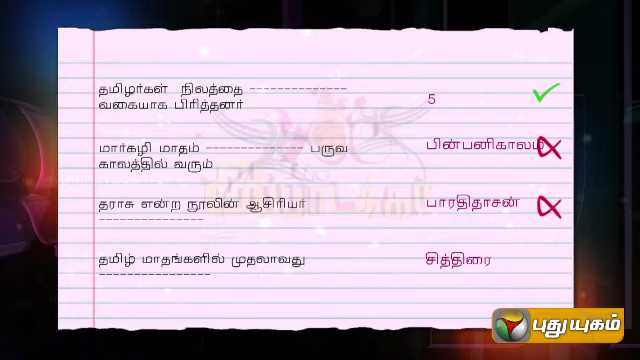 தமிழர்கள் நிலத்தை --------------
வகையாக பிரித்தனர்
5
மார்கழி மாதம் -------------- பருவ
காலத்தில் வரும்
பின்பனிகாலம்
தராசு என்ற நூலின் ஆசிரியர்
---------------
பாரதிதாசன்
தமிழ் மாதங்களில் முதலாவது
----------------
சித்திரை
புதுயுகம்